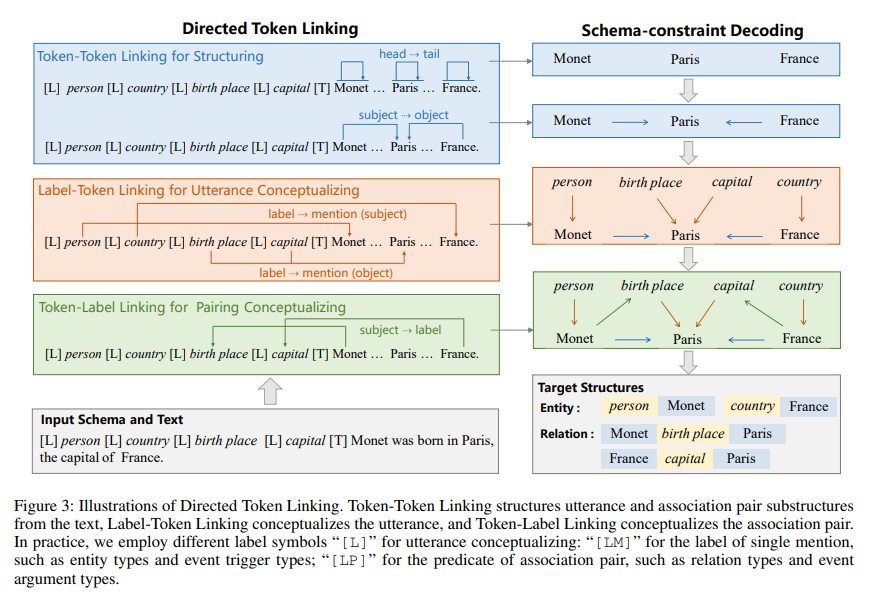 Directed Token Linking
Token-Token Linking for Structuring
head → tail
[L] person [L] country [L] birth place [L] capital [T] Monet … Paris … France.
subject ⇢ object
[L] person [L] country [L] birth place [L] capital [T] Monet … Paris … France.
Label-Token Linking for Utterance Conceptualizing
label ⇢ mention (subject)
[L] person [L] country [L] birth place [L] capital [T] Monet … Paris … France.
label ⇢ mention (object)
Token-Label Linking for Pairing Conceptualizing
subject ⇢ label
[L] person [L] country [L] birth place [L] capital [T] Monet … Paris … France.
Input Schema and Text
[L] person [L] country [L] birth place [L] capital [T] Monet was born in Paris,
the capital of France.
Schema-constraint Decoding
Monet Paris France
Monet Paris France
person birth place capital country
Monet Paris France
person birth place capital country
Monet Paris France
Target Structures
Entity : person Monet country France
Relation : Monet birth place Paris
France capital Paris
Figure 3: Illustrations of Directed Token Linking. Token-Token Linking structures utterance and association pair substructures
from the text, Label-Token Linking conceptualizes the utterance, and Token-Label Linking conceptualizes the association pair.
In practice, we employ different label symbols “[L]” for utterance conceptualizing: “[LM]” for the label of single mention,
such as entity types and event trigger types; “[LP]” for the predicate of association pair, such as relation types and event
argument types.